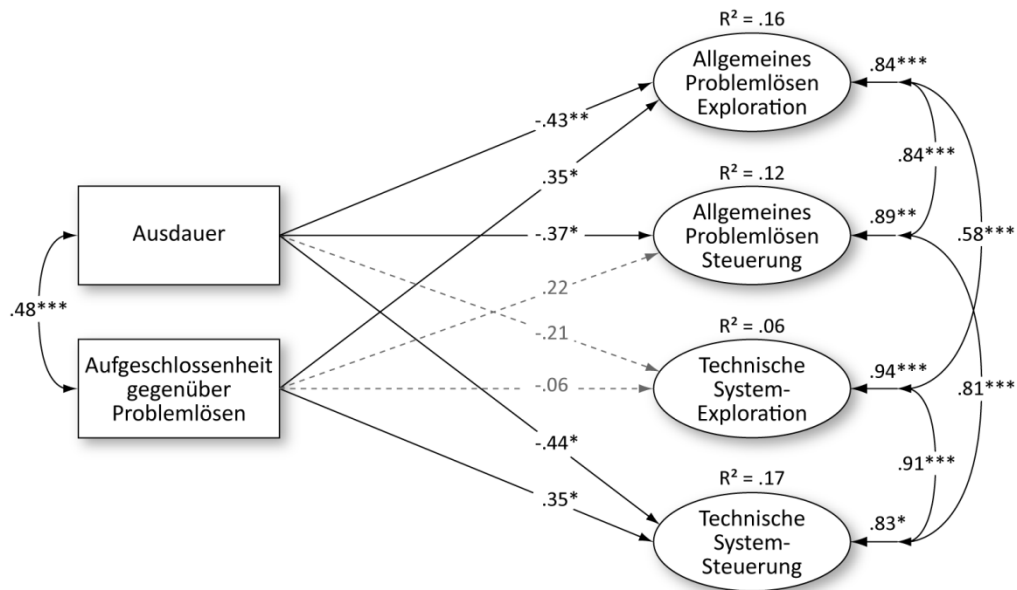 R² = .16
Allgemeines
Problemlösen
Exploration
.84***
-.43**
.35*
.84***
R² = .12
Ausdauer
-.37*
Allgemeines
Problemlösen
Steuerung
.89**
.58***
.22
.48***
-.21
R² = .06
Aufgeschlossenheit
gegenüber
Problemlösen
-.06
Technische
System-
Exploration
.94***
.81***
-.44*
.91***
R² = .17
.35*
Technische
System-
Steuerung
.83*